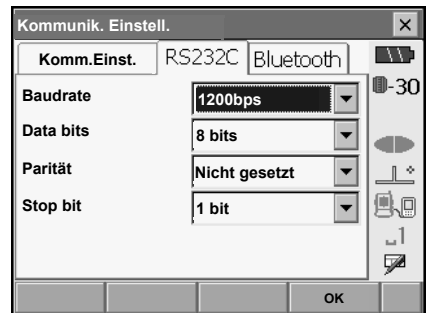 Kommunik. Einstell.
Komm.Einst. RS232C Bluetooth
-30
Baudrate 1200bps
Data bits 8 bits
Parität Nicht gesetzt
Stop bit 1 bit
1
OK